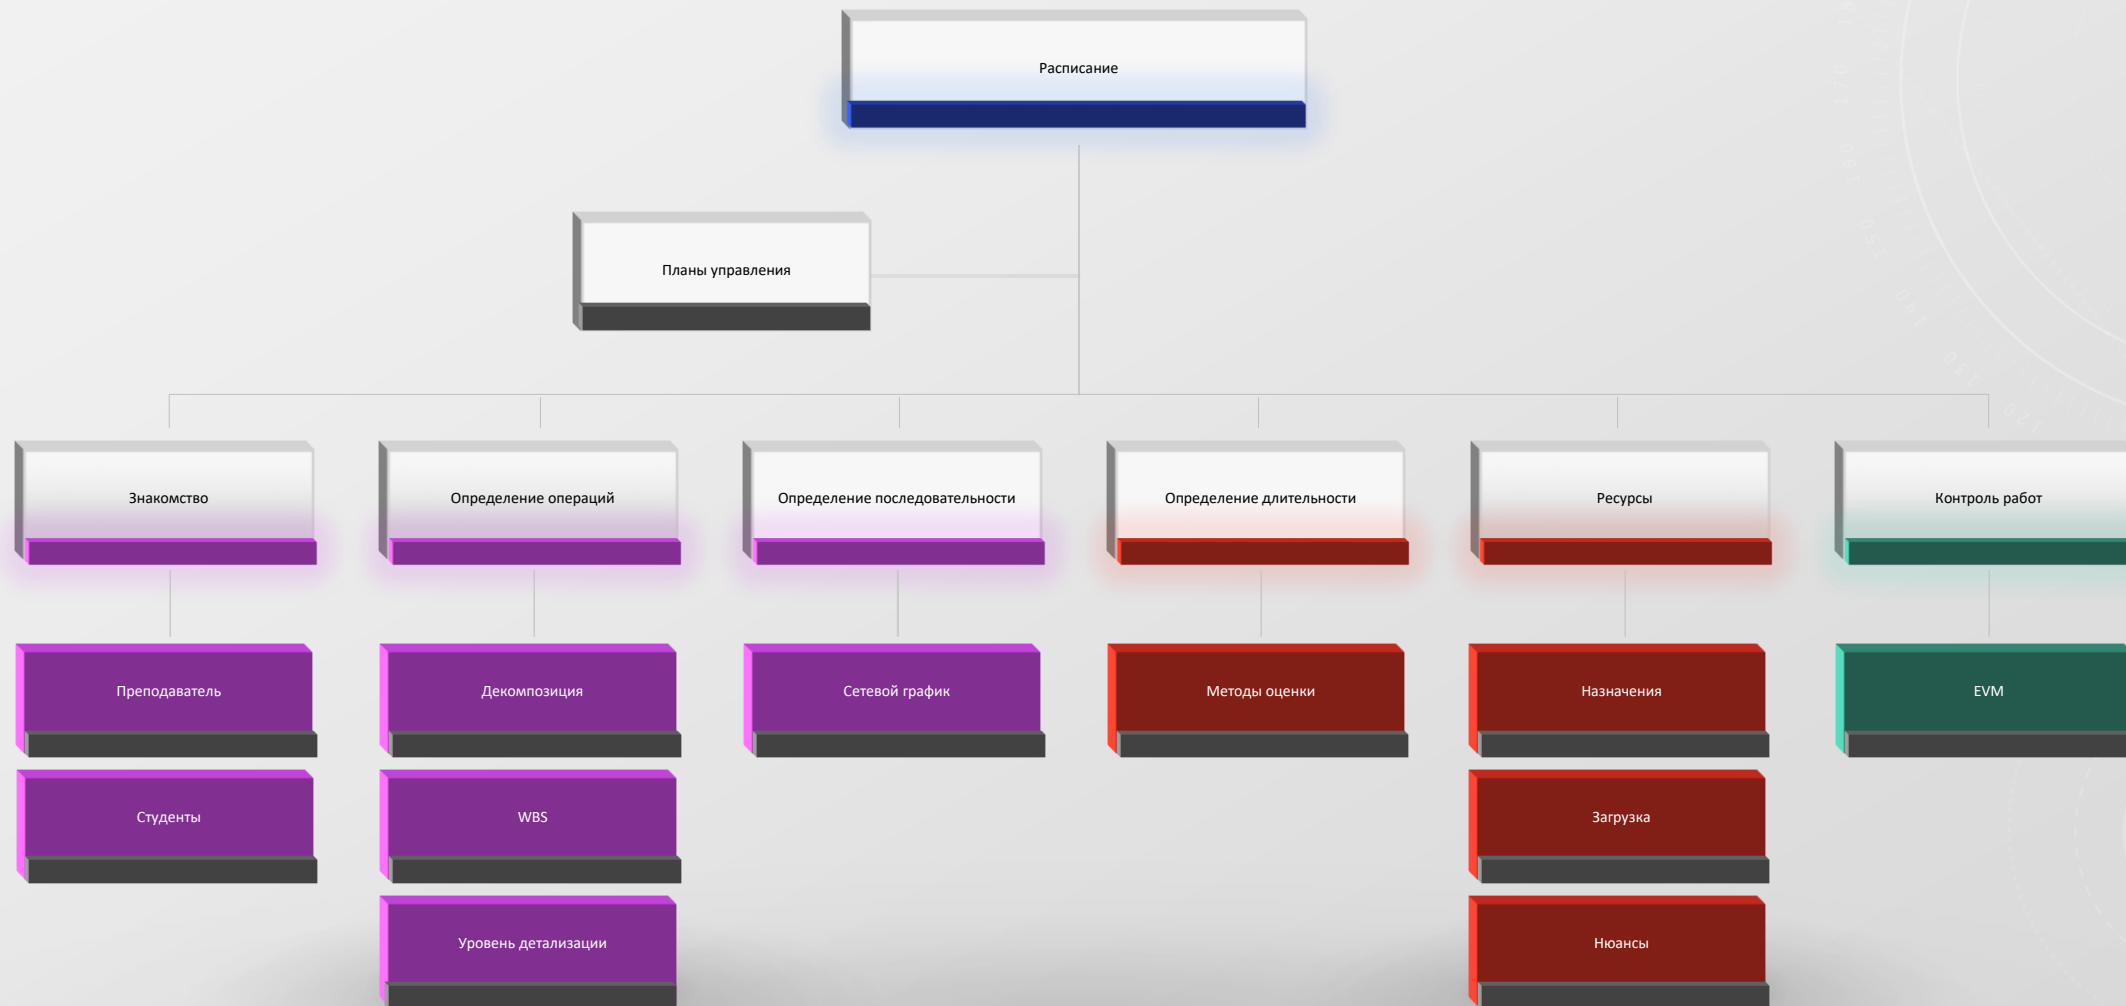 Расписание
Планы управления
Знакомство
Определение операций
Определение последовательности
Определение длительности
Ресурсы
Контроль работ
Преподаватель
Декомпозиция
Сетевой график
Методы оценки
Назначения
EVM
Студенты
WBS
Загрузка
Уровень детализации
Нюансы